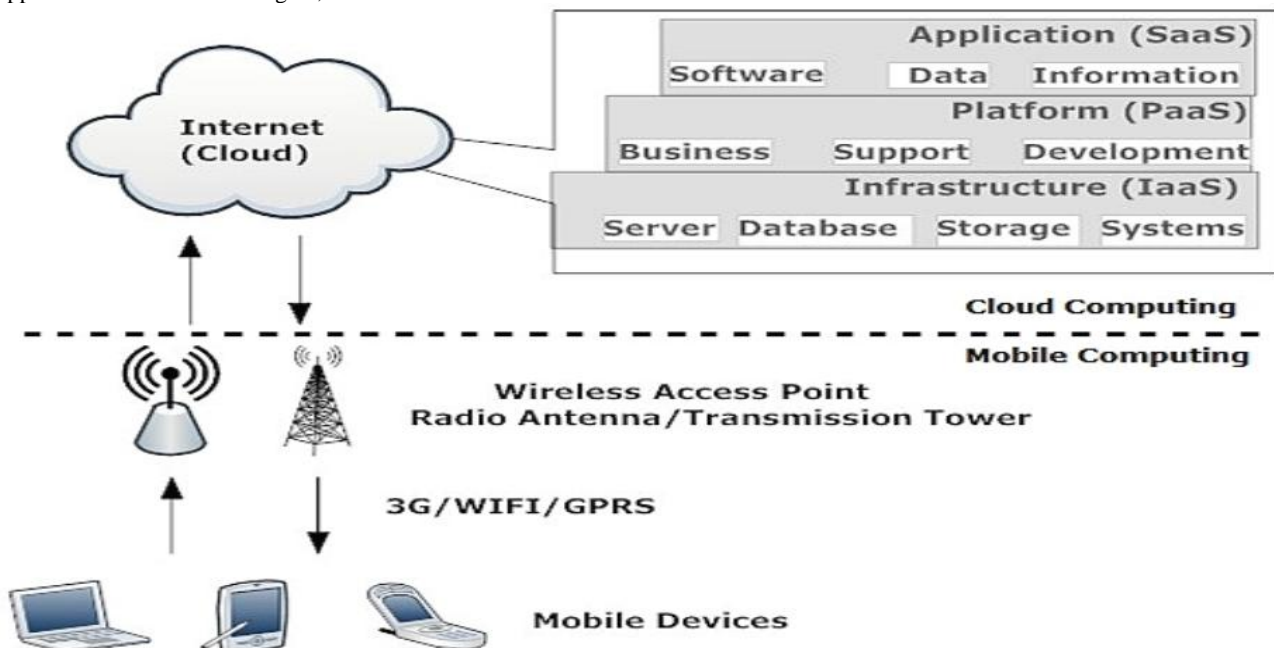 Application (SaaS)
Software Data Information
Platform (PaaS)
Business Support Development
Infrastructure (IaaS)
Server Database Storage Systems
Internet
(Cloud)
Cloud Computing
Mobile Computing
Wireless Access Point
Radio Antenna/Transmission Tower
3G/WIFI/GPRS
Mobile Devices